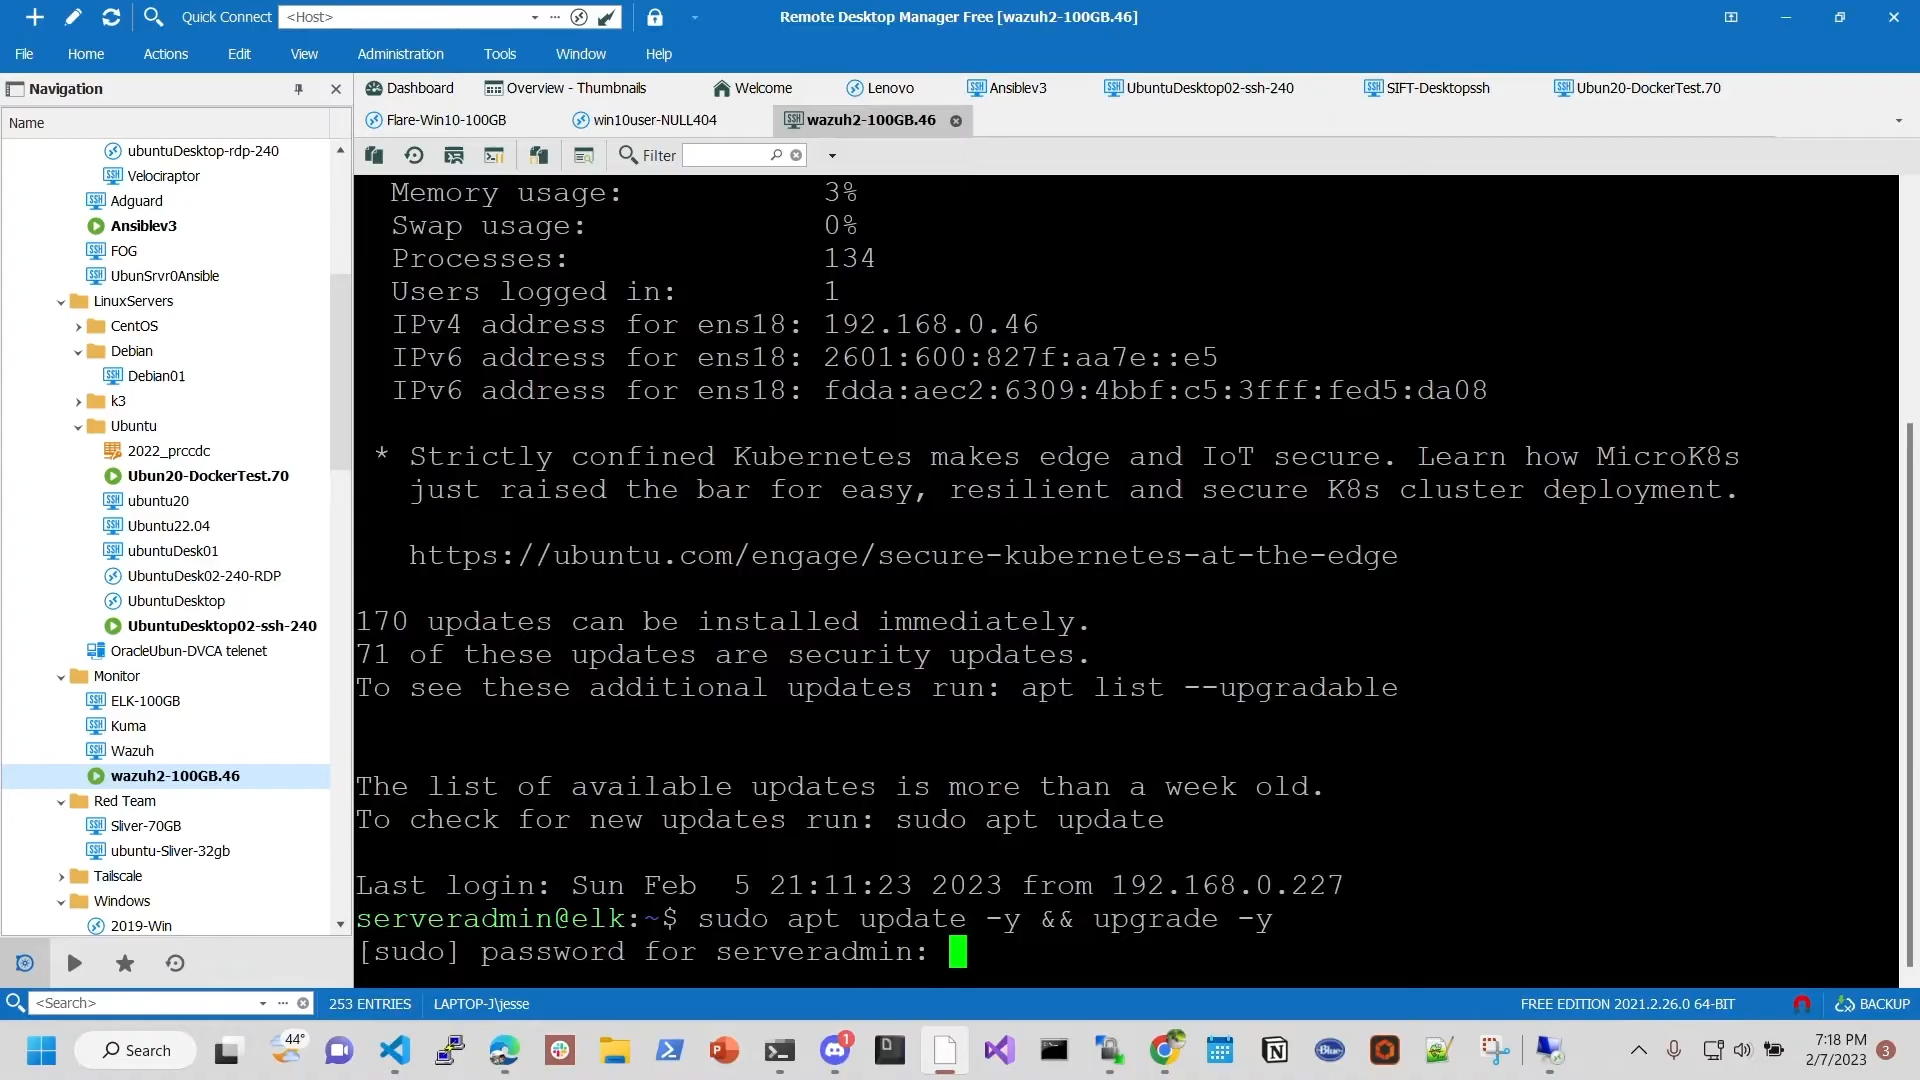 Quick Connect
<Host>
Remote Desktop Manager Free [wazuh2-100GB.46]
File
Home
Actions
Edit
View
Administration
Tools
Window
Help
Navigation
Name
ubuntuDesktop-rdp-240
Velociraptor
Adguard
Ansiblev3
FOG
UbunSrvr0Ansible
LinuxServers
CentOS
Debian
Debian01
k3
Ubuntu
2022_prccdc
Ubun20-DockerTest.70
ubuntu20
Ubuntu22.04
ubuntuDesk01
UbuntuDesk02-240-RDP
UbuntuDesktop
UbuntuDesktop02-ssh-240
OracleUbun-DVCA telenet
Monitor
ELK-100GB
Kuma
Wazuh
wazuh2-100GB.46
Red Team
Sliver-70GB
ubuntu-Sliver-32gb
Tailscale
Windows
2019-Win
Dashboard
Overview - Thumbnails
Welcome
Lenovo
Ansiblev3
UbuntuDesktop02-ssh-240
SIFT-Desktopssh
Ubun20-DockerTest.70
Flare-Win10-100GB
win10user-NULL404
wazuh2-100GB.46
Filter
Memory usage: 3%
Swap usage: 0%
Processes: 134
Users logged in: 1
IPv4 address for ens18: 192.168.0.46
IPv6 address for ens18: 2601:600:827f:aa7e::e5
IPv6 address for ens18: fdda:aec2:6309:4bbf:c5:3fff:fed5:da08
* Strictly confined Kubernetes makes edge and IoT secure. Learn how MicroK8s
just raised the bar for easy, resilient and secure K8s cluster deployment.
https://ubuntu.com/engage/secure-kubernetes-at-the-edge
170 updates can be installed immediately.
71 of these updates are security updates.
To see these additional updates run: apt list --upgradable
The list of available updates is more than a week old.
To check for new updates run: sudo apt update
Last login: Sun Feb  5 21:11:23 2023 from 192.168.0.227
serveradmin@elk:~$ sudo apt update -y && upgrade -y
[sudo] password for serveradmin:
<Search>
253 ENTRIES
LAPTOP-J\jesse
FREE EDITION 2021.2.26.0 64-BIT
BACKUP
Search
44°
1
7:18 PM
2/7/2023
3